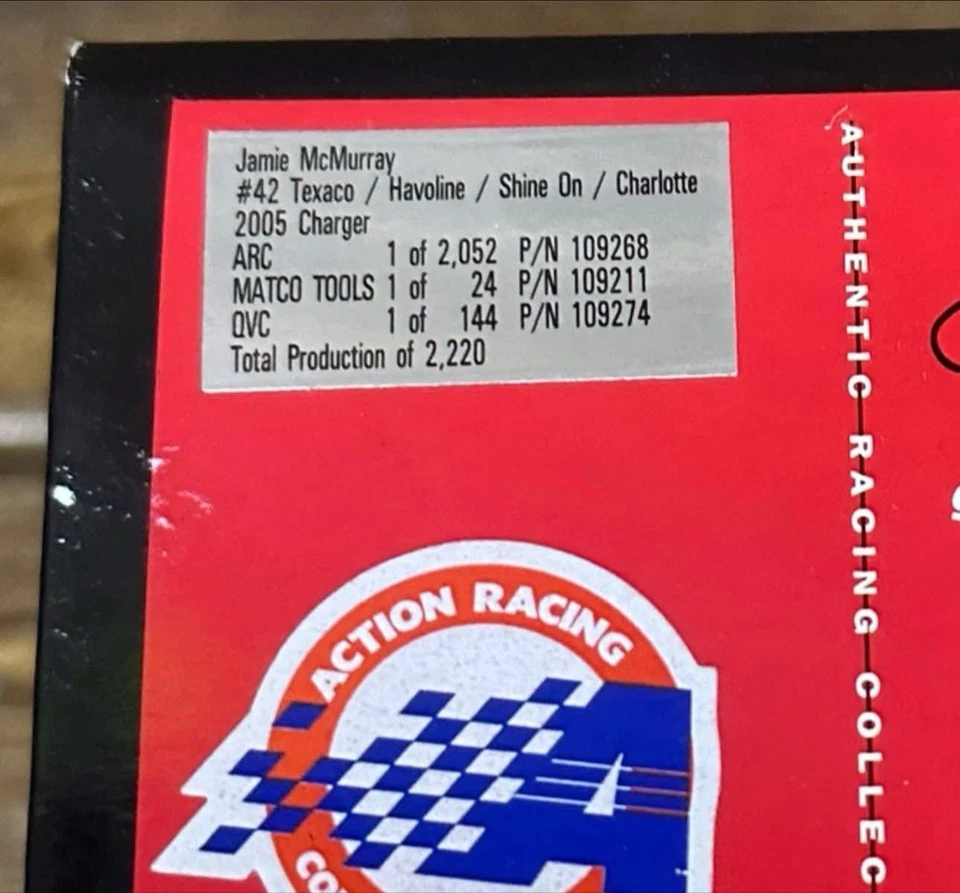 Jamie McMurray
#42 Texaco / Havoline / Shine On / Charlotte
2005 Charger
ARC 1 of 2,052 P/N 109268
MATCO TOOLS 1 of 24 P/N 109211
QVC 1 of 144 P/N 109274
Total Production of 2,220
AUTHENTIC RACING COLLEC
ACTION RACING
CO